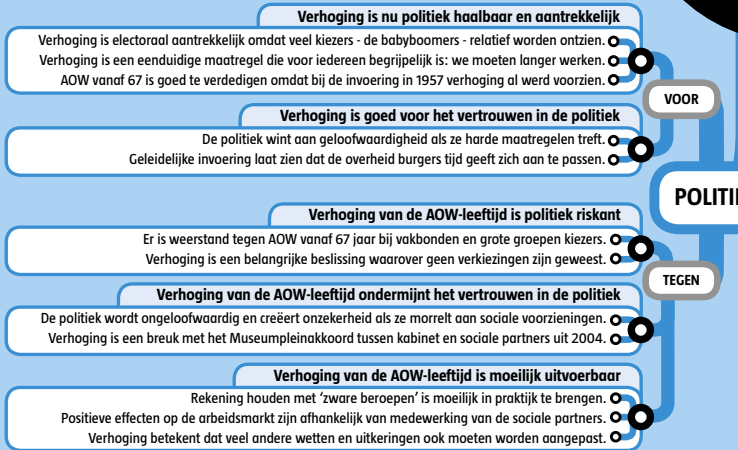 Verhoging is nu politiek haalbaar en aantrekkelijk
Verhoging is electoraal aantrekkelijk omdat veel kiezers - de babyboomers - relatief worden ontzien.
Verhoging is een eenduidige maatregel die voor iedereen begrijpelijk is: we moeten langer werken.
AOW vanaf 67 is goed te verdedigen omdat bij de invoering in 1957 verhoging al werd voorzien.
VOOR
Verhoging is goed voor het vertrouwen in de politiek
De politiek wint aan geloofwaardigheid als ze harde maatregelen treft.
Geleidelijke invoering laat zien dat de overheid burgers tijd geeft zich aan te passen.
Verhoging van de AOW-leeftijd is politiek riskant
Er is weerstand tegen AOW vanaf 67 jaar bij vakbonden en grote groepen kiezers.
Verhoging is een belangrijke beslissing waarover geen verkiezingen zijn geweest.
TEGEN
Verhoging van de AOW-leeftijd ondermijnt het vertrouwen in de politiek
De politiek wordt ongeloofwaardig en creëert onzekerheid als ze morrelt aan sociale voorzieningen.
Verhoging is een breuk met het Museumpleinakkoord tussen kabinet en sociale partners uit 2004.
Verhoging van de AOW-leeftijd is moeilijk uitvoerbaar
Rekening houden met 'zware beroepen' is moeilijk in praktijk te brengen.
Positieve effecten op de arbeidsmarkt zijn afhankelijk van medewerking van de sociale partners.
Verhoging betekent dat veel andere wetten en uitkeringen ook moeten worden aangepast.